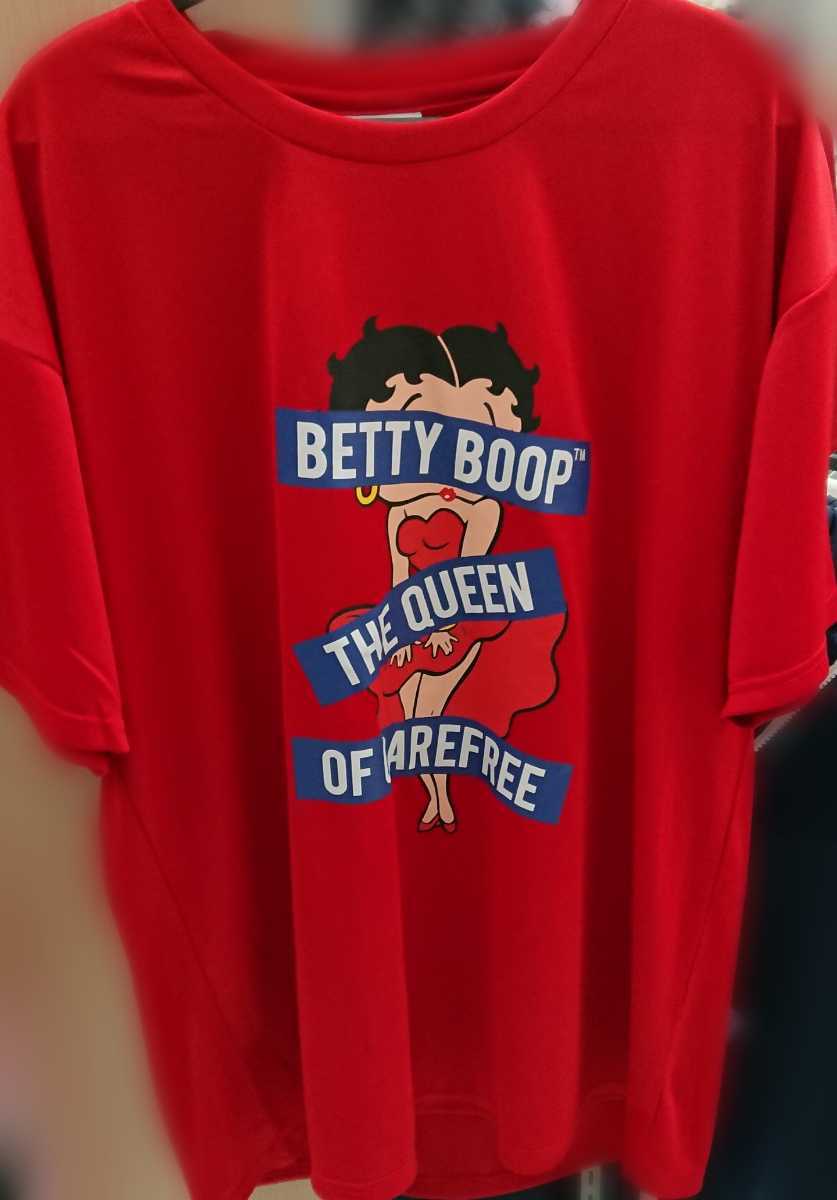 BETTY BOOP™
THE QUEEN
OF CAREFREE